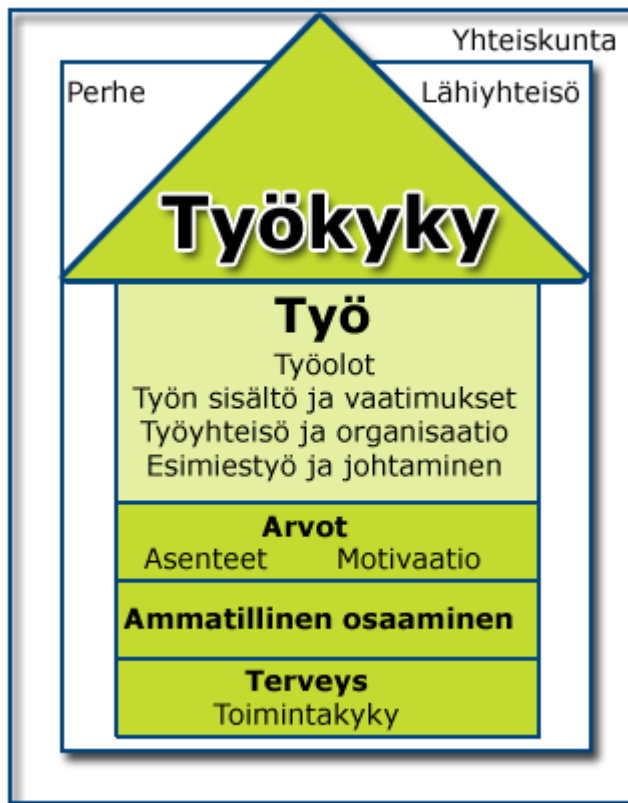 Yhteiskunta
Perhe Lähiyhteisö
Työkyky
Työ
Työolot
Työn sisältö ja vaatimukset
Työyhteisö ja organisaatio
Esimiestyö ja johtaminen
Arvot
Asenteet Motivaatio
Ammatillinen osaaminen
Terveys
Toimintakyky